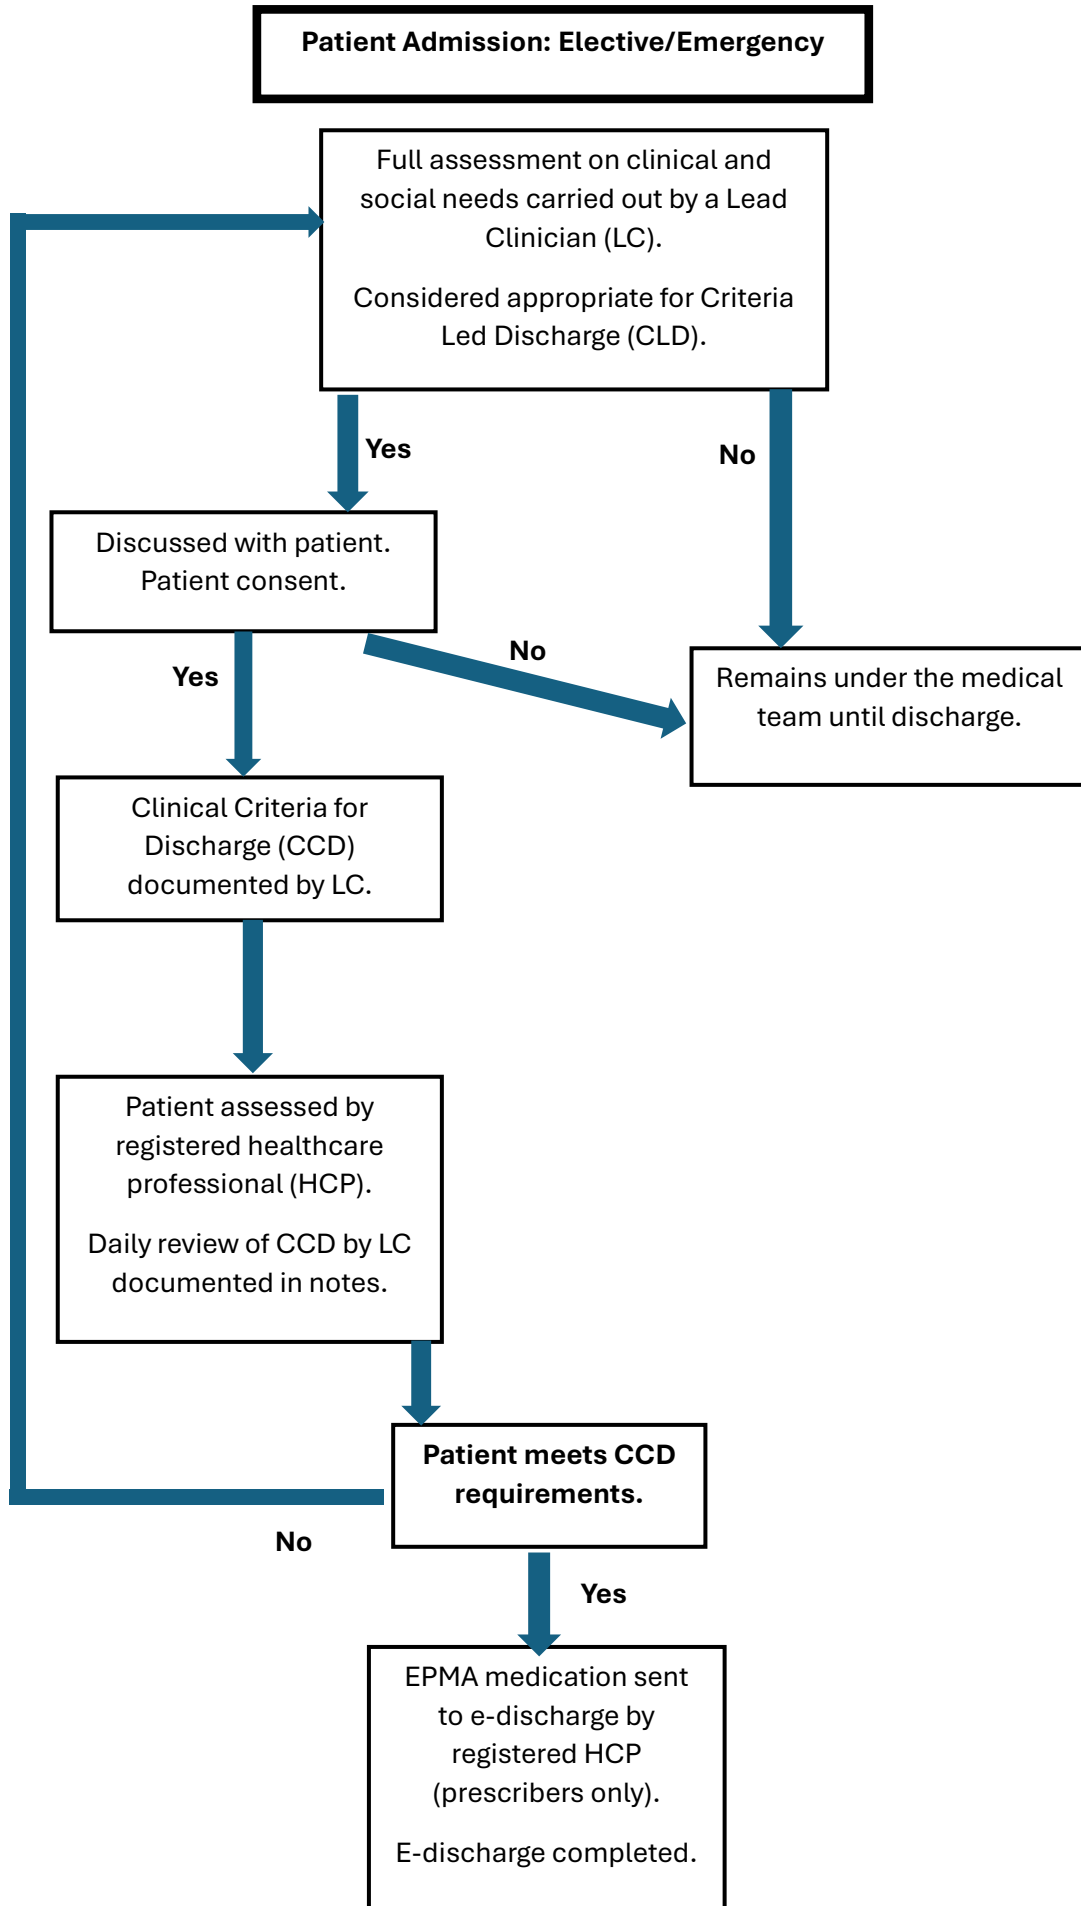 Patient Admission: Elective/Emergency
Full assessment on clinical and
social needs carried out by a Lead
Clinician (LC).
Considered appropriate for Criteria
Led Discharge (CLD).
Yes
No
Discussed with patient.
Patient consent.
No
Yes
Remains under the medical
team until discharge.
Clinical Criteria for
Discharge (CCD)
documented by LC.
Patient assessed by
registered healthcare
professional (HCP).
Daily review of CCD by LC
documented in notes.
Patient meets CCD
requirements.
No
Yes
EPMA medication sent
to e-discharge by
registered HCP
(prescribers only).
E-discharge completed.